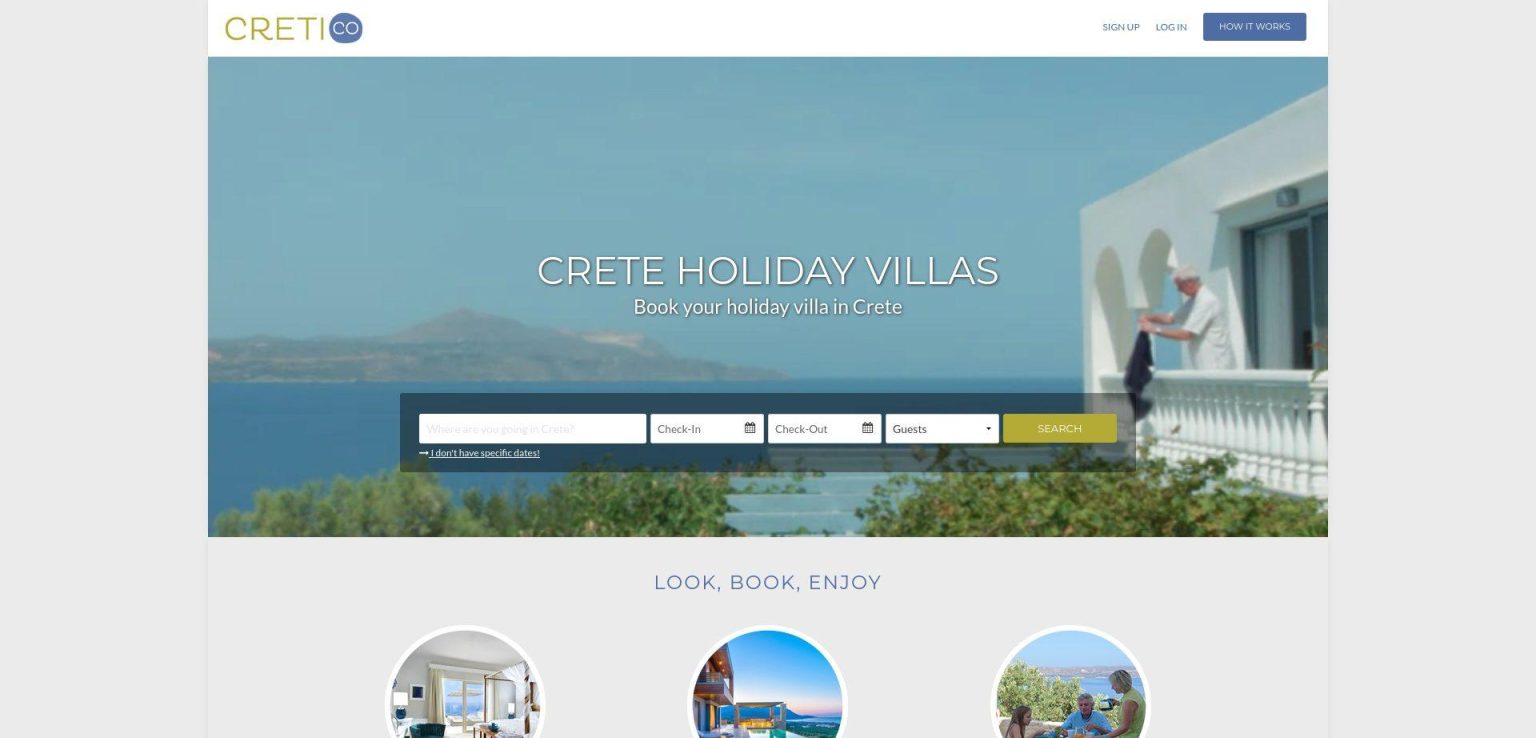 CRETICO
SIGN UP LOG IN HOW IT WORKS
CRETE HOLIDAY VILLAS
Book your holiday villa in Crete
Where are you going in Crete? Check-In Check-Out Guests SEARCH
I don't have specific dates!
LOOK, BOOK, ENJOY